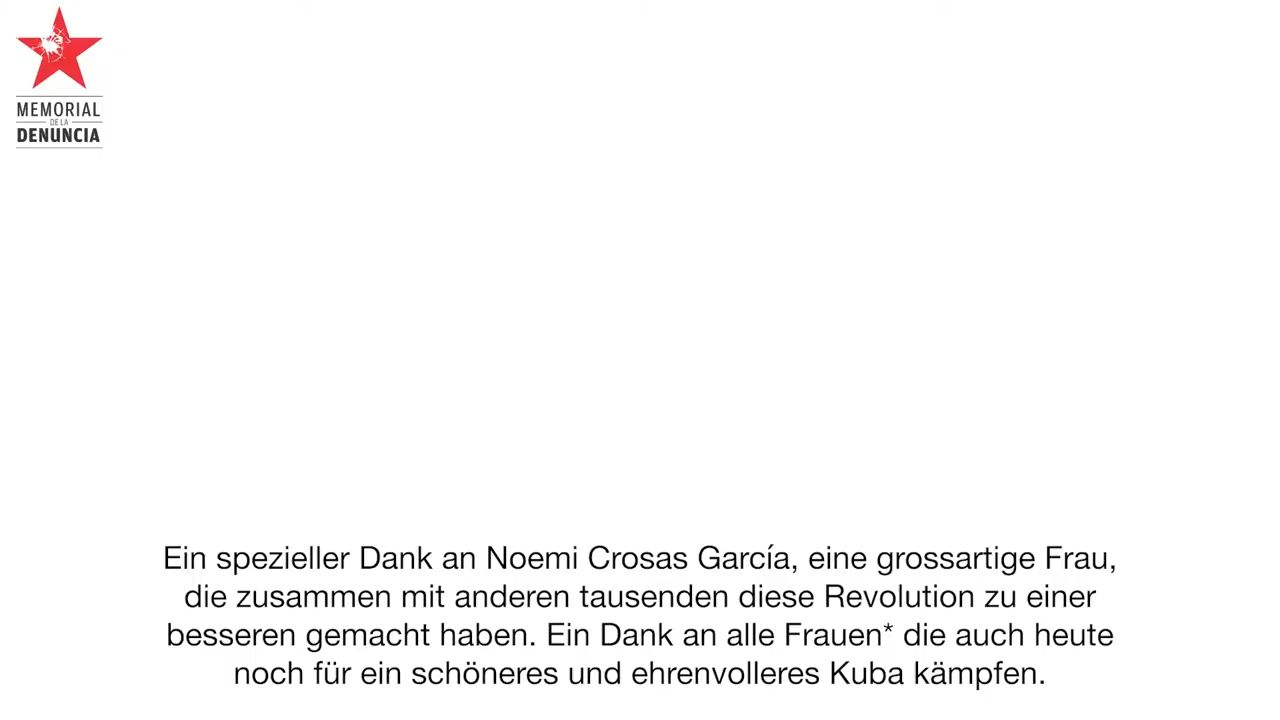 MEMORIAL
DE LA
DENUNCIA
Ein spezieller Dank an Noemi Crosas García, eine grossartige Frau,
die zusammen mit anderen tausenden diese Revolution zu einer
besseren gemacht haben. Ein Dank an alle Frauen* die auch heute
noch für ein schöneres und ehrenvolleres Kuba kämpfen.